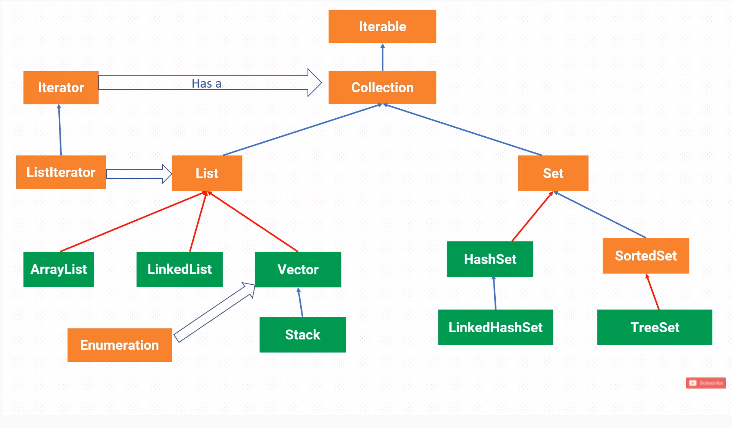 Iterable
Iterator
Has a
Collection
ListIterator
List
Set
ArrayList
LinkedList
Vector
HashSet
SortedSet
Enumeration
Stack
LinkedHashSet
TreeSet
Subscribe